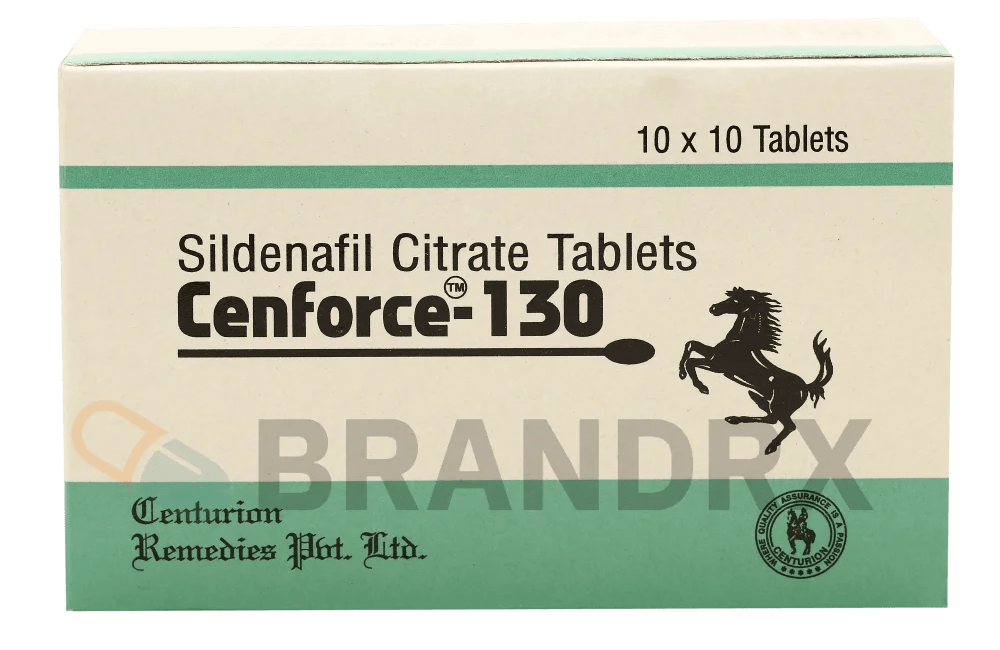 10 x 10 Tablets
Sildenafil Citrate Tablets
Cenforce™-130
BRANDRX
Centurion
Remedies Pvt. Ltd.
WHERE QUALITY ASSURANCE IS A PASSION
CENTURION